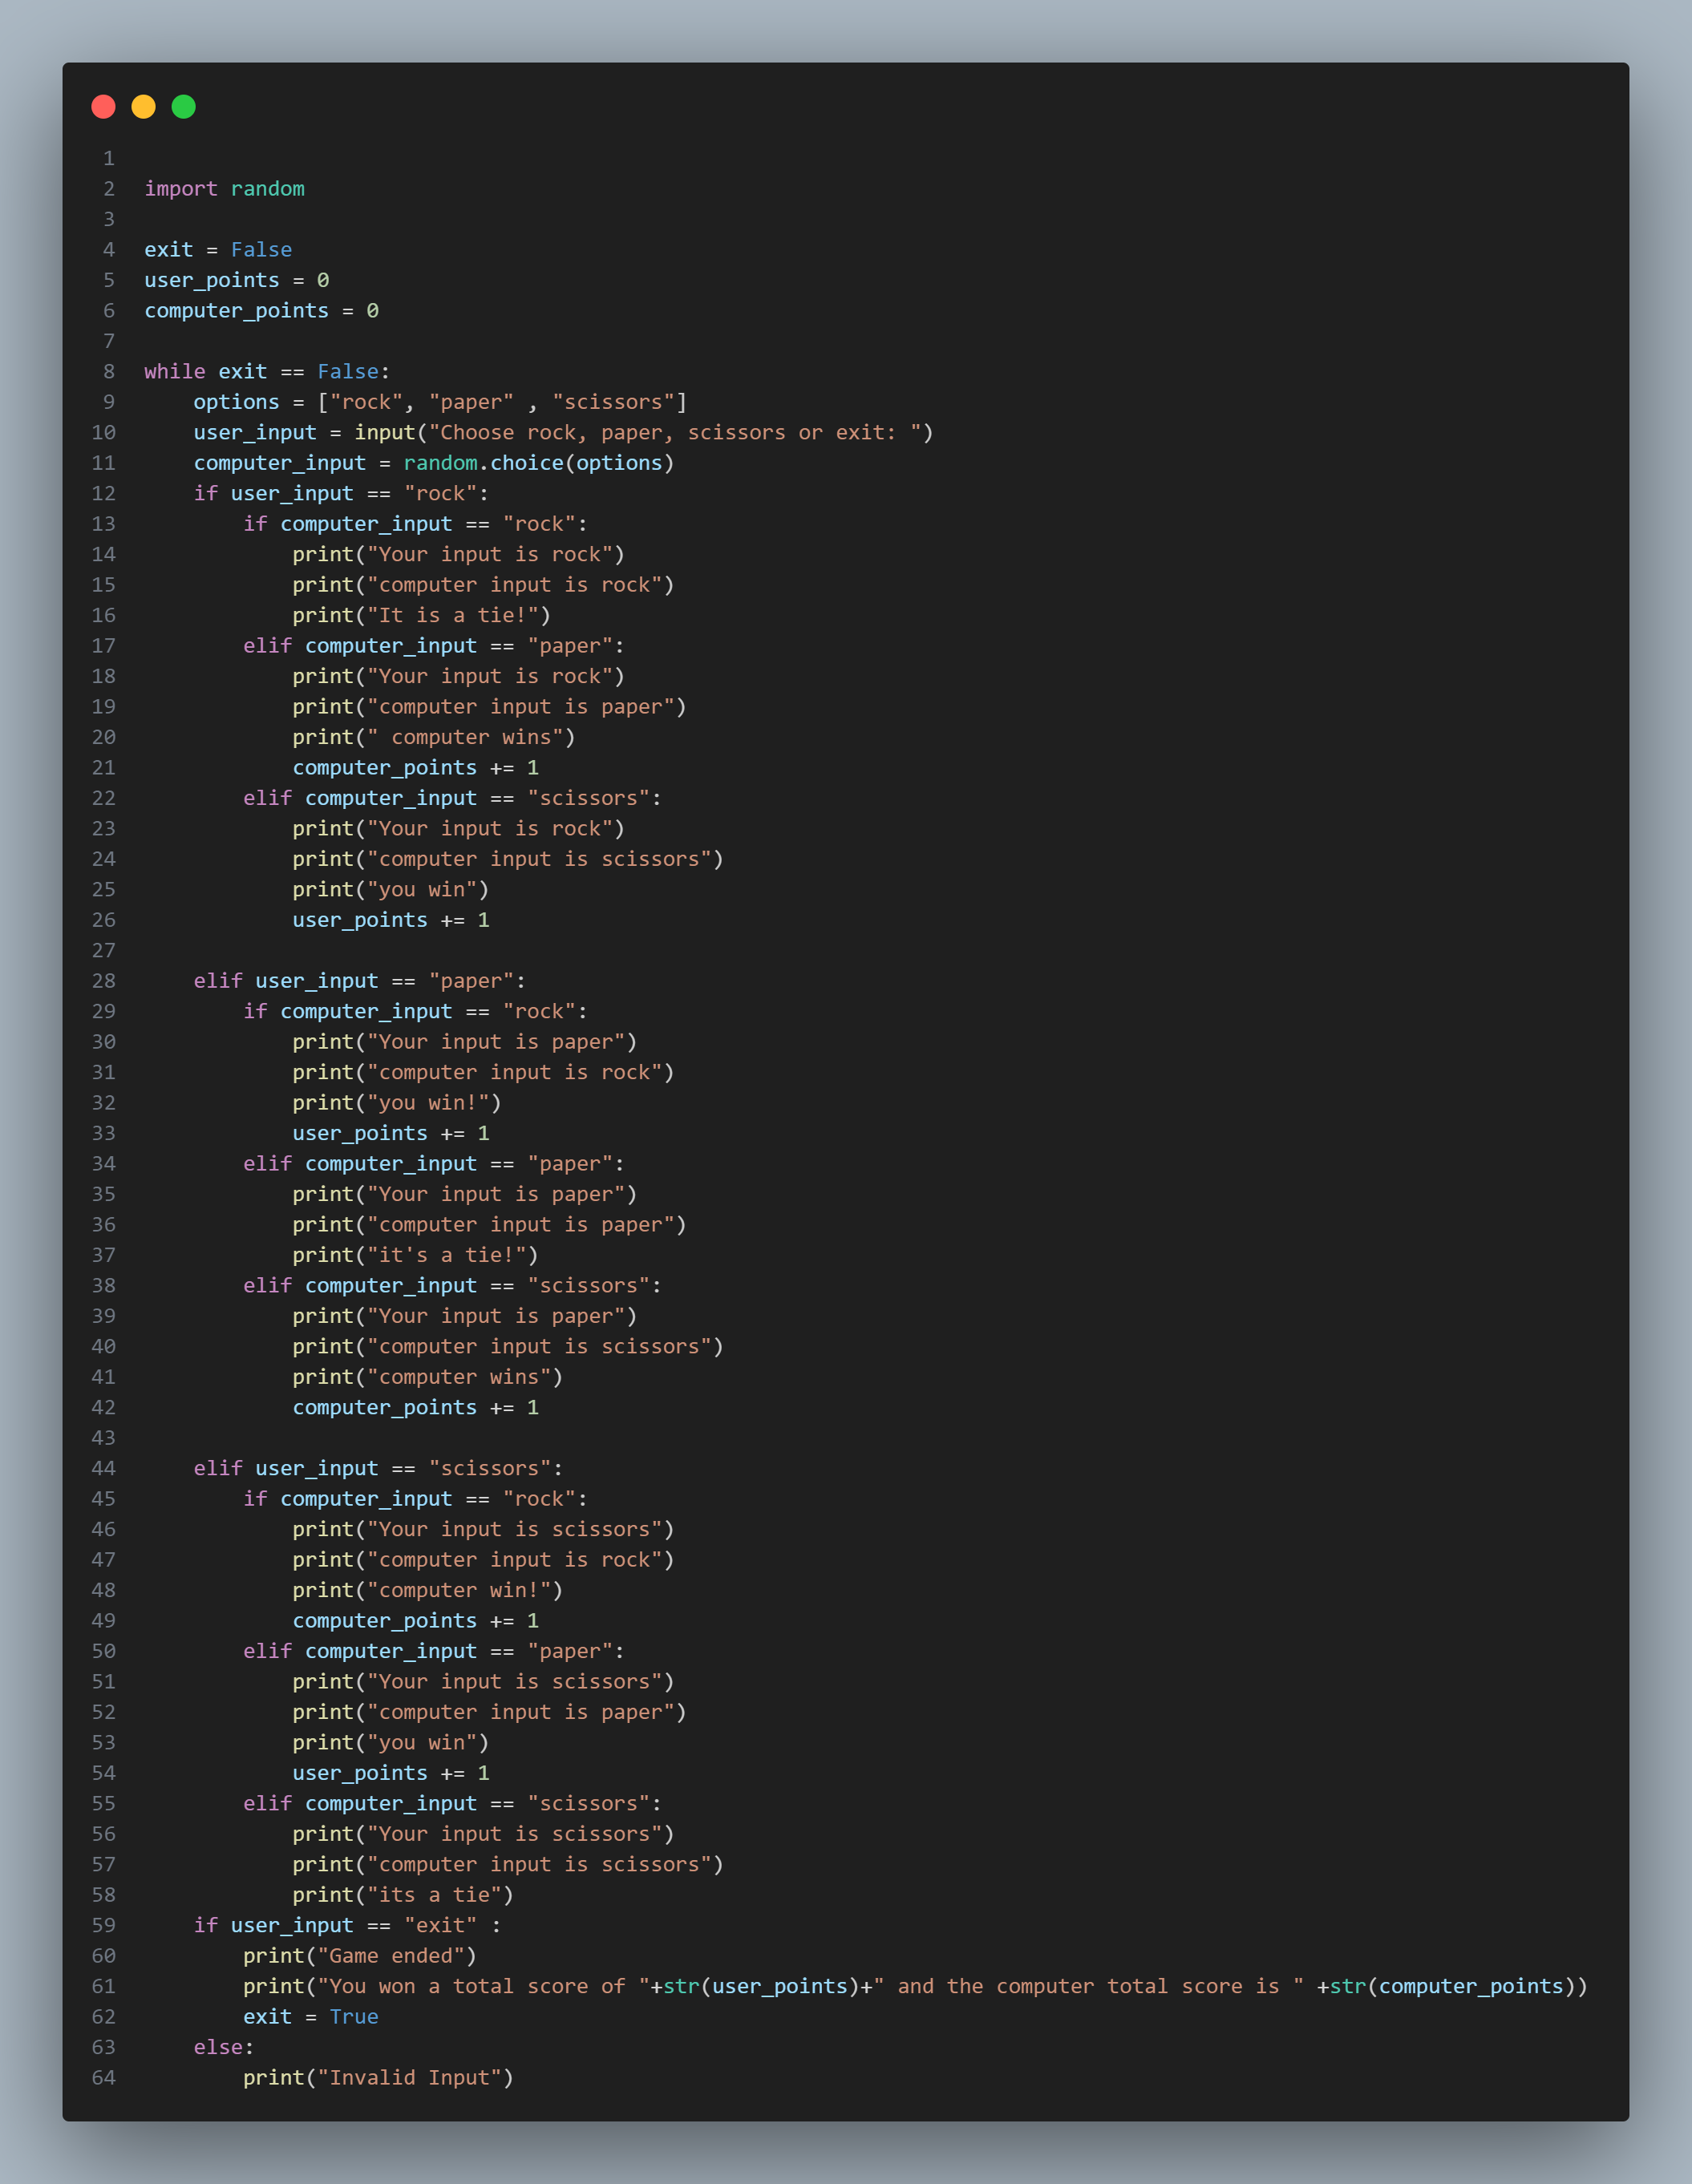 1
2 import random
3
4 exit = False
5 user_points = 0
6 computer_points = 0
7
8 while exit == False:
9     options = ["rock", "paper" , "scissors"]
10     user_input = input("Choose rock, paper, scissors or exit: ")
11     computer_input = random.choice(options)
12     if user_input == "rock":
13         if computer_input == "rock":
14             print("Your input is rock")
15             print("computer input is rock")
16             print("It is a tie!")
17         elif computer_input == "paper":
18             print("Your input is rock")
19             print("computer input is paper")
20             print(" computer wins")
21             computer_points += 1
22         elif computer_input == "scissors":
23             print("Your input is rock")
24             print("computer input is scissors")
25             print("you win")
26             user_points += 1
27
28     elif user_input == "paper":
29         if computer_input == "rock":
30             print("Your input is paper")
31             print("computer input is rock")
32             print("you win!")
33             user_points += 1
34         elif computer_input == "paper":
35             print("Your input is paper")
36             print("computer input is paper")
37             print("it's a tie!")
38         elif computer_input == "scissors":
39             print("Your input is paper")
40             print("computer input is scissors")
41             print("computer wins")
42             computer_points += 1
43
44     elif user_input == "scissors":
45         if computer_input == "rock":
46             print("Your input is scissors")
47             print("computer input is rock")
48             print("computer win!")
49             computer_points += 1
50         elif computer_input == "paper":
51             print("Your input is scissors")
52             print("computer input is paper")
53             print("you win")
54             user_points += 1
55         elif computer_input == "scissors":
56             print("Your input is scissors")
57             print("computer input is scissors")
58             print("its a tie")
59     if user_input == "exit" :
60         print("Game ended")
61         print("You won a total score of "+str(user_points)+" and the computer total score is " +str(computer_points))
62         exit = True
63     else:
64         print("Invalid Input")